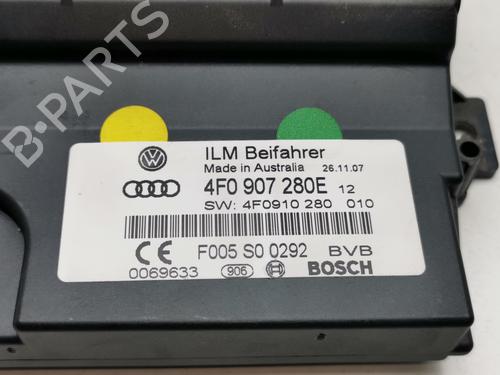 B-PARTS
ILM Beifahrer
Made in Australia 26.11.07
4F0 907 280E 12
SW: 4F0910 280 010
CE F005 S0 0292 BVB
0069633 906 BOSCH